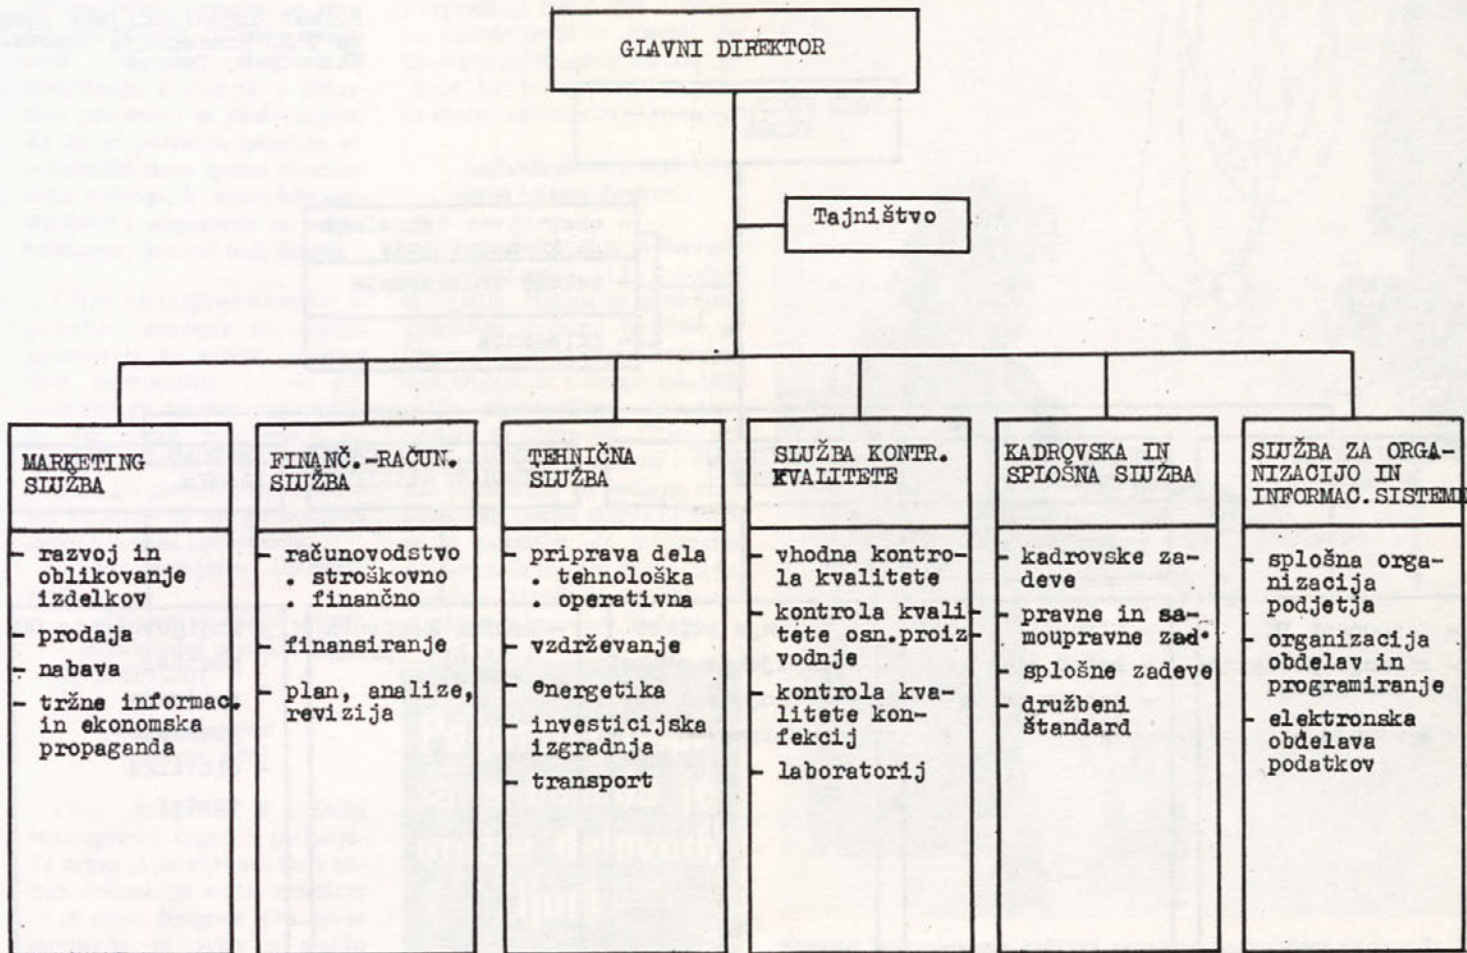 GLAVNI DIREKTOR
Tajništvo
MARKETING
SLUŽBA
- razvoj in
oblikovanje
izdelkov
- prodaja
- nabava
- tržne informac.
in ekonomska
propaganda
FINANČ.-RAČUN.
SLUŽBA
- računovodstvo
. stroškovno
. finančno
- finansiranje
- plan, analize,
revizija
TEHNIČNA
SLUŽBA
- priprava dela
. tehnološka
. operativna
- vzdrževanje
- energetika
- investicijska
izgradnja
- transport
SLUŽBA KONTR.
KVALITETE
- vhodna kontro-
la kvalitete
- kontrola kvali
tete osn.proiz
vodnje
- kontrola kva-
litete kon-
fekcij
- laboratorij
KADROVSKA IN
SPLOŠNA SLUŽBA
- kadrovske za-
deve
- pravne in sa-
moupravne zad.
- splošne zadeve
- družbeni
štandard
SLUŽBA ZA ORGA-
NIZACIJO IN
INFORMAC.SISTEME
- splošna orga-
nizacija
podjetja
- organizacija
obdelav in
programiranje
- elektronska
obdelava
podatkov